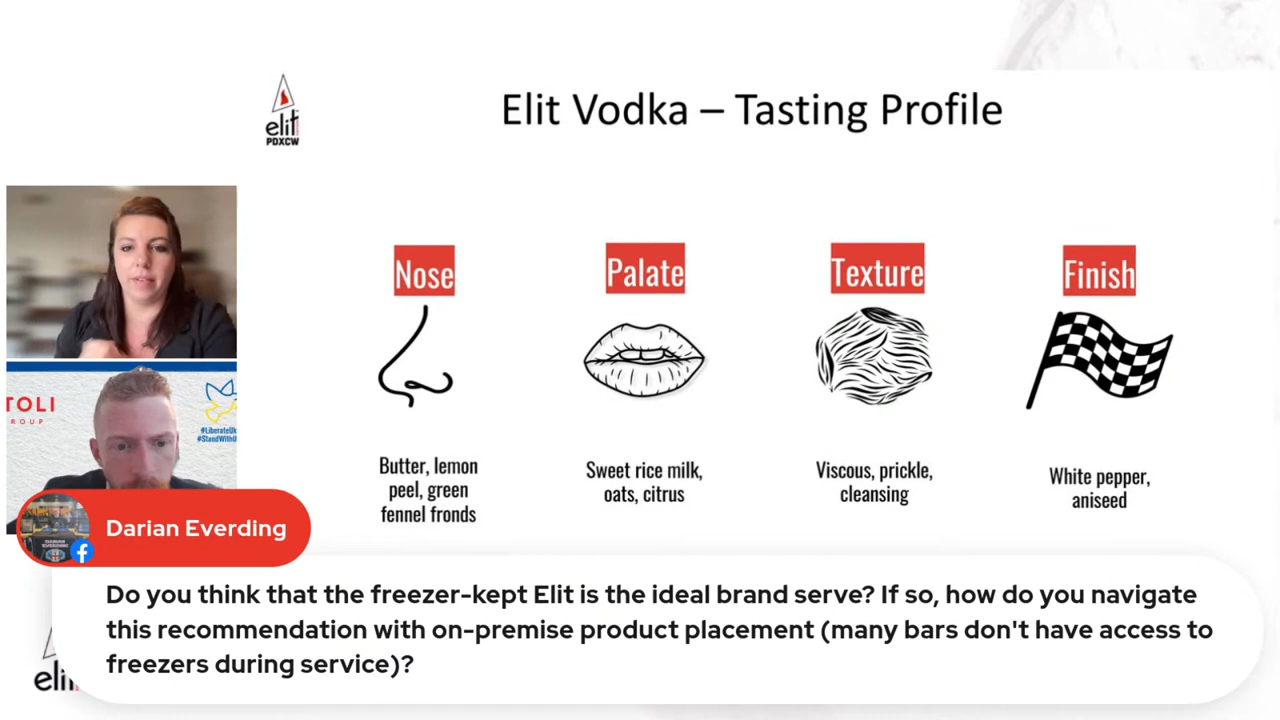 elit
PDXCW
Elit Vodka – Tasting Profile
Nose
Palate
Texture
Finish
Butter, lemon
peel, green
fennel fronds
Sweet rice milk,
oats, citrus
Viscous, prickle,
cleansing
White pepper,
aniseed
TOLI
ROUP
#LiberateUk
#StandWithU
Darian Everding
Do you think that the freezer-kept Elit is the ideal brand serve? If so, how do you navigate
this recommendation with on-premise product placement (many bars don't have access to
freezers during service)?
eli